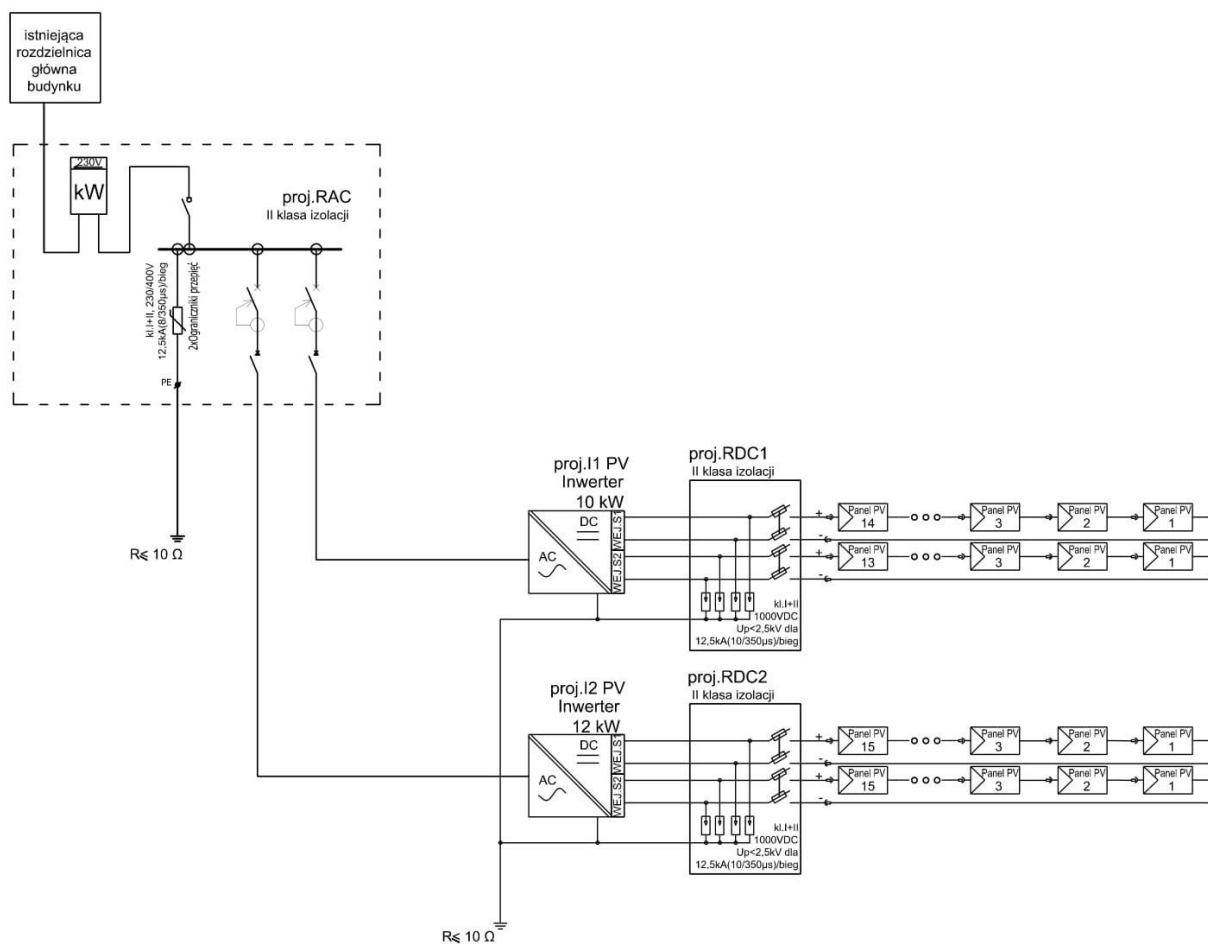 istniejąca
rozdzielnica
główna
budynku
230V
kW
proj.RAC
II klasa izolacji
kl.I+II, 230/400V
12,5kA(8/350µs)/bieg
2xOgraniczniki przepięć
PE
R⩽ 10 Ω
proj.I1 PV
Inwerter
10 kW
DC
AC
WEJ.S1
WEJ.S2
proj.RDC1
II klasa izolacji
kl.I+II
1000VDC
Up<2,5kV dla
12,5kA(10/350µs)/bieg
+
Panel PV
14
Panel PV
3
Panel PV
2
Panel PV
1
-
+
Panel PV
13
Panel PV
3
Panel PV
2
Panel PV
1
-
proj.I2 PV
Inwerter
12 kW
DC
AC
WEJ.S1
WEJ.S2
proj.RDC2
II klasa izolacji
kl.I+II
1000VDC
Up<2,5kV dla
12,5kA(10/350µs)/bieg
+
Panel PV
15
Panel PV
3
Panel PV
2
Panel PV
1
-
+
Panel PV
15
Panel PV
3
Panel PV
2
Panel PV
1
-
R⩽ 10 Ω